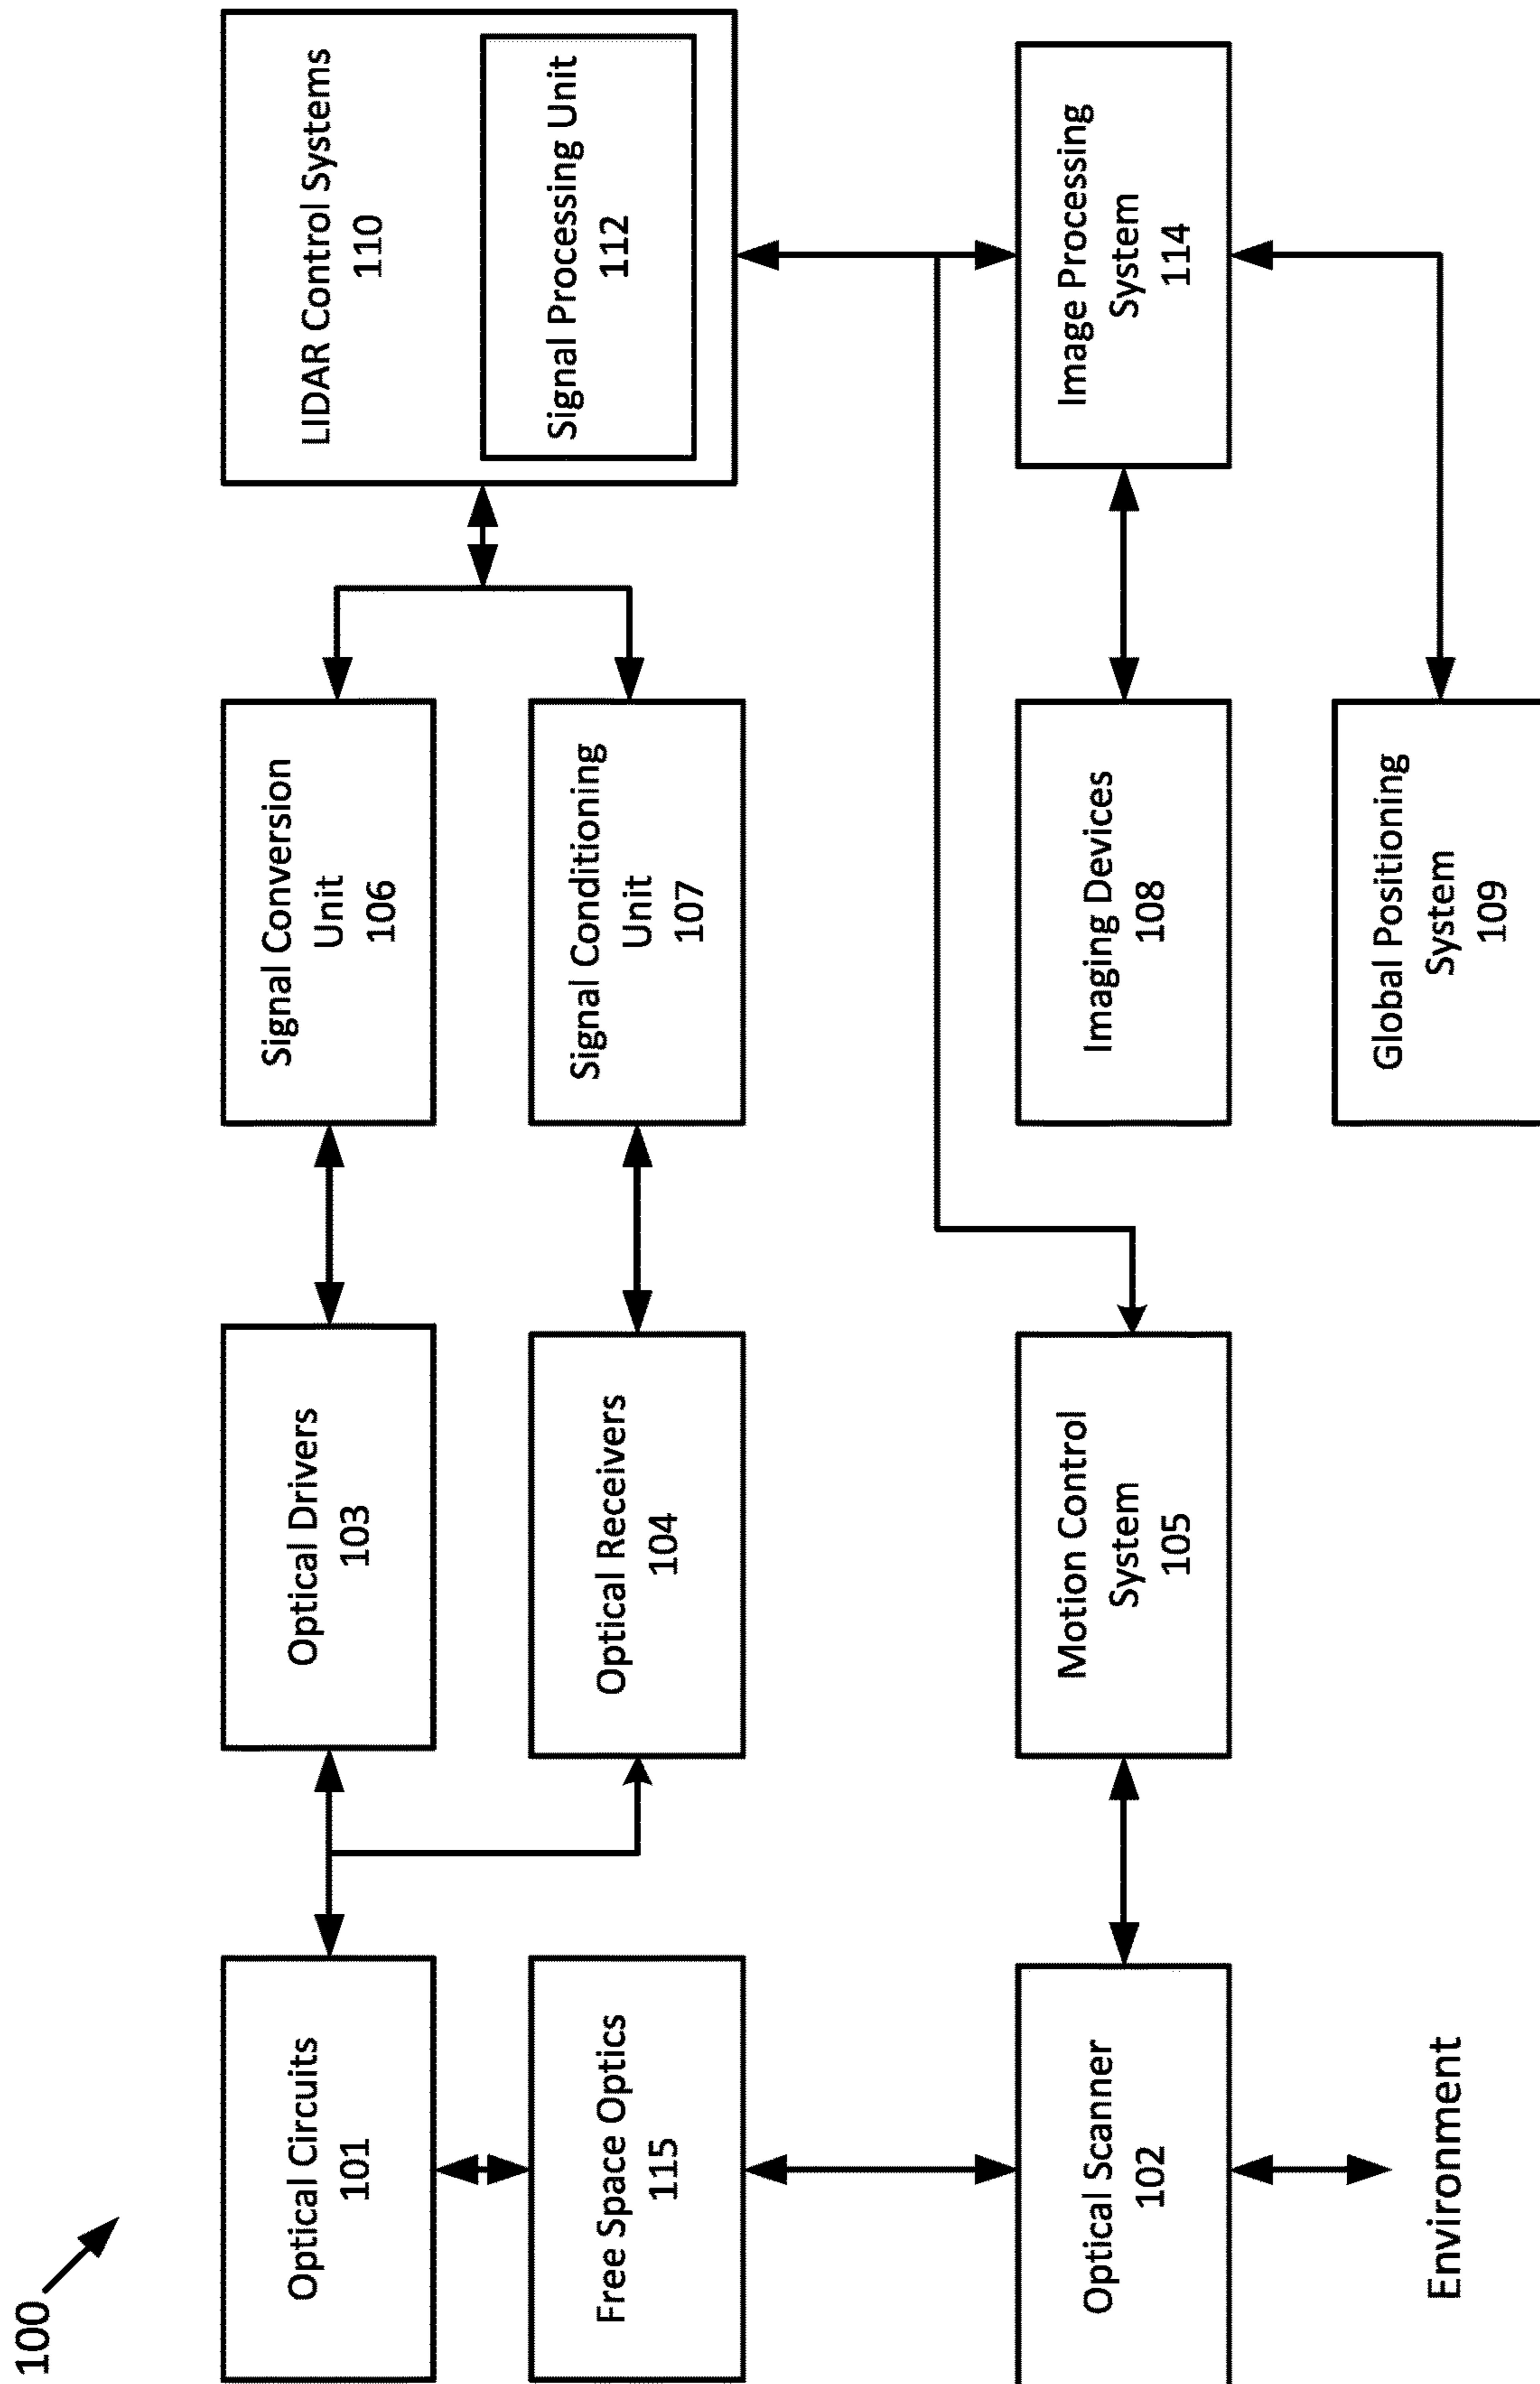 100
Optical Circuits
101
Optical Drivers
103
Signal Conversion
Unit
106
LIDAR Control Systems
110
Signal Processing Unit
112
Free Space Optics
115
Optical Receivers
104
Signal Conditioning
Unit
107
Optical Scanner
102
Motion Control
System
105
Imaging Devices
108
Image Processing
System
114
Environment
Global Positioning
System
109